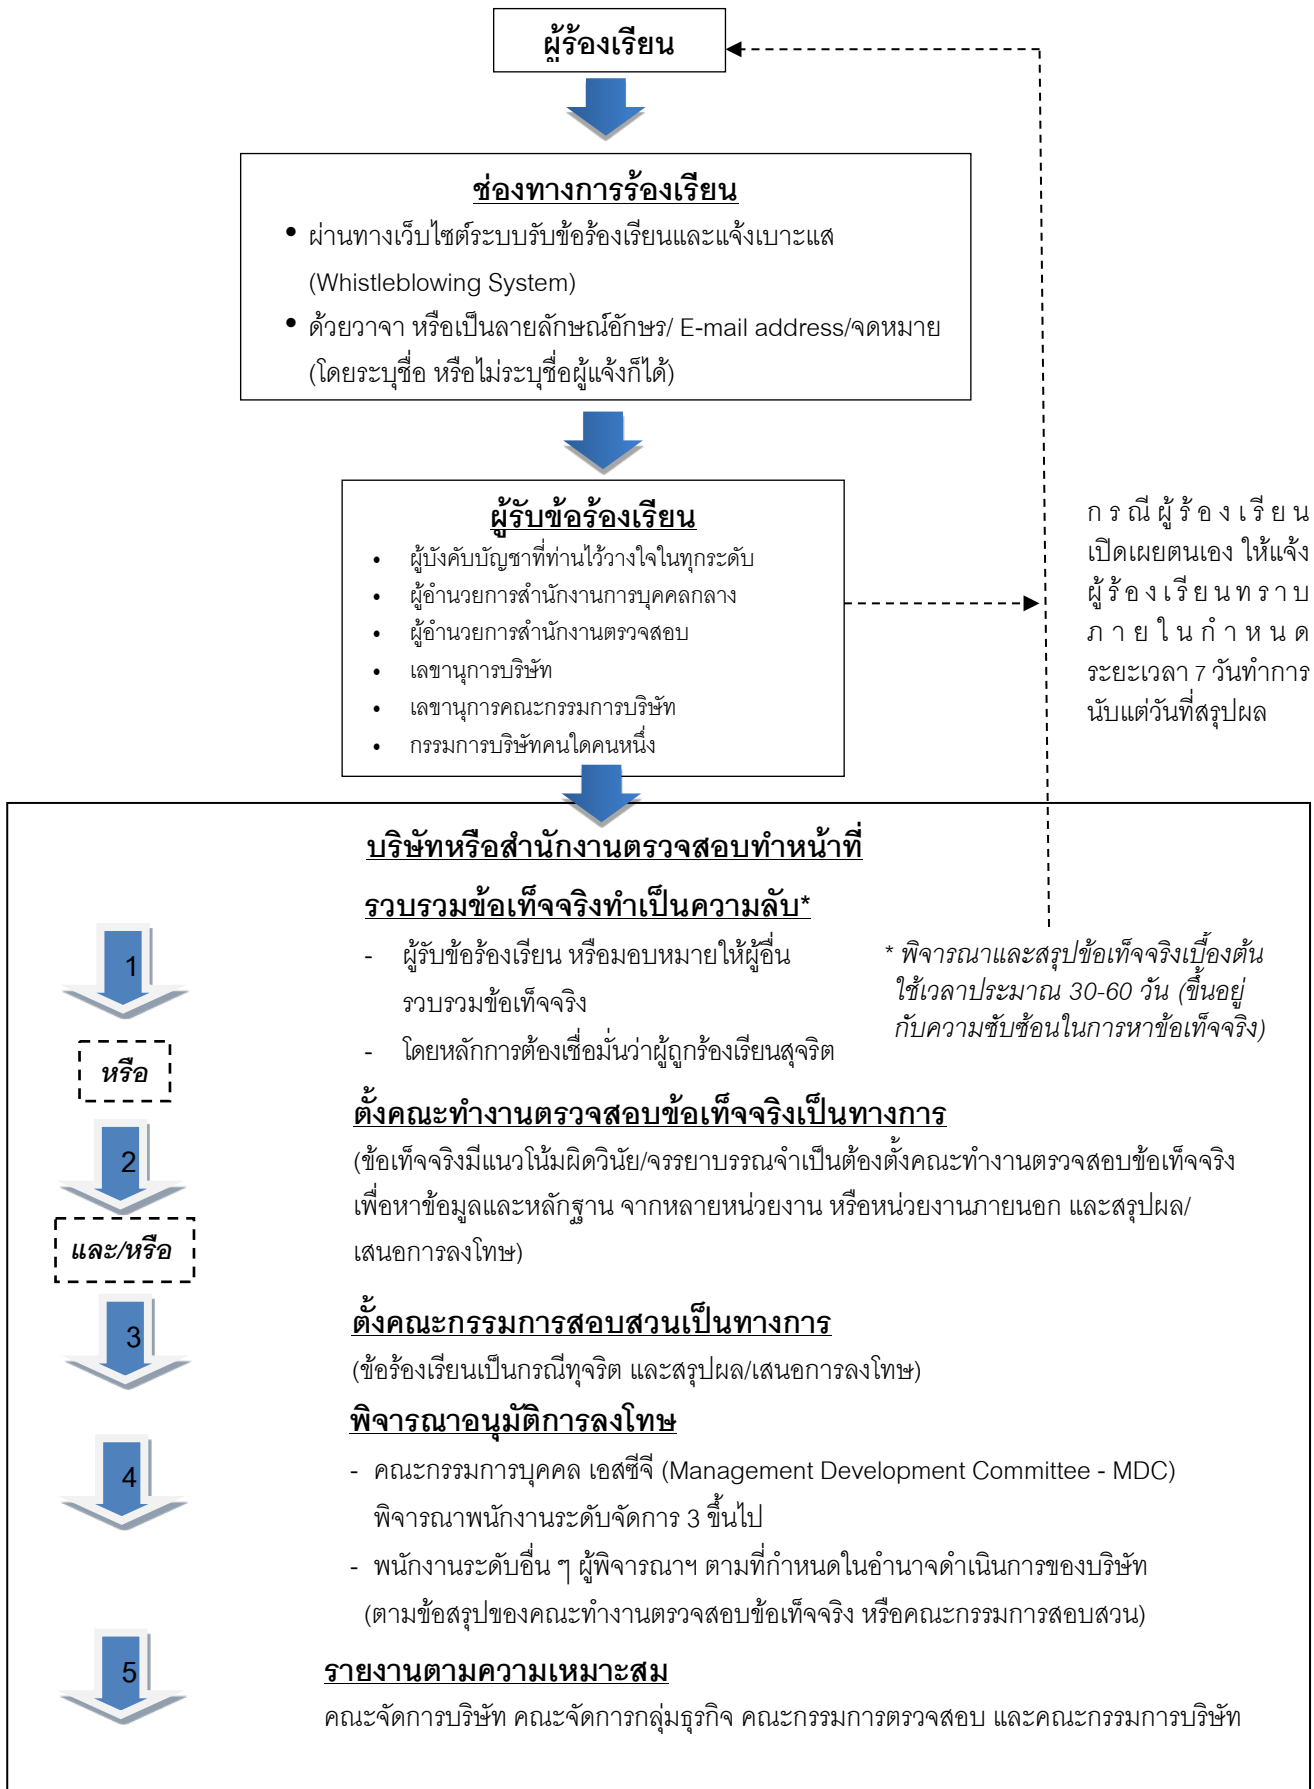 ผู้ร้องเรียน
ช่องทางการร้องเรียน
• ผ่านทางเว็บไซต์ระบบรับข้อร้องเรียนและแจ้งเบาะแส
(Whistleblowing System)
• ด้วยวาจา หรือเป็นลายลักษณ์อักษร/ E-mail address/จดหมาย
(โดยระบุชื่อ หรือไม่ระบุชื่อผู้แจ้งก็ได้)
ผู้รับข้อร้องเรียน
• ผู้บังคับบัญชาที่ท่านไว้วางใจในทุกระดับ
• ผู้อำนวยการสำนักงานการบุคคลกลาง
• ผู้อำนวยการสำนักงานตรวจสอบ
• เลขานุการบริษัท
• เลขานุการคณะกรรมการบริษัท
• กรรมการบริษัทคนใดคนหนึ่ง
กรณีผู้ร้องเรียน
เปิดเผยตนเอง ให้แจ้ง
ผู้ร้องเรียนทราบ
ภายในกำหนด
ระยะเวลา 7 วันทำการ
นับแต่วันที่สรุปผล
บริษัทหรือสำนักงานตรวจสอบทำหน้าที่
รวบรวมข้อเท็จจริงทำเป็นความลับ*
1
- ผู้รับข้อร้องเรียน หรือมอบหมายให้ผู้อื่น
รวบรวมข้อเท็จจริง
- โดยหลักการต้องเชื่อมั่นว่าผู้ถูกร้องเรียนสุจริต
* พิจารณาและสรุปข้อเท็จจริงเบื้องต้น
ใช้เวลาประมาณ 30-60 วัน (ขึ้นอยู่
กับความซับซ้อนในการหาข้อเท็จจริง)
หรือ
ตั้งคณะทำงานตรวจสอบข้อเท็จจริงเป็นทางการ
2
(ข้อเท็จจริงมีแนวโน้มผิดวินัย/จรรยาบรรณจำเป็นต้องตั้งคณะทำงานตรวจสอบข้อเท็จจริง
เพื่อหาข้อมูลและหลักฐาน จากหลายหน่วยงาน หรือหน่วยงานภายนอก และสรุปผล/
เสนอการลงโทษ)
และ/หรือ
ตั้งคณะกรรมการสอบสวนเป็นทางการ
3
(ข้อร้องเรียนเป็นกรณีทุจริต และสรุปผล/เสนอการลงโทษ)
พิจารณาอนุมัติการลงโทษ
4
- คณะกรรมการบุคคล เอสซีจี (Management Development Committee - MDC)
พิจารณาพนักงานระดับจัดการ 3 ขึ้นไป
- พนักงานระดับอื่น ๆ ผู้พิจารณาฯ ตามที่กำหนดในอำนาจดำเนินการของบริษัท
(ตามข้อสรุปของคณะทำงานตรวจสอบข้อเท็จจริง หรือคณะกรรมการสอบสวน)
5
รายงานตามความเหมาะสม
คณะจัดการบริษัท คณะจัดการกลุ่มธุรกิจ คณะกรรมการตรวจสอบ และคณะกรรมการบริษัท